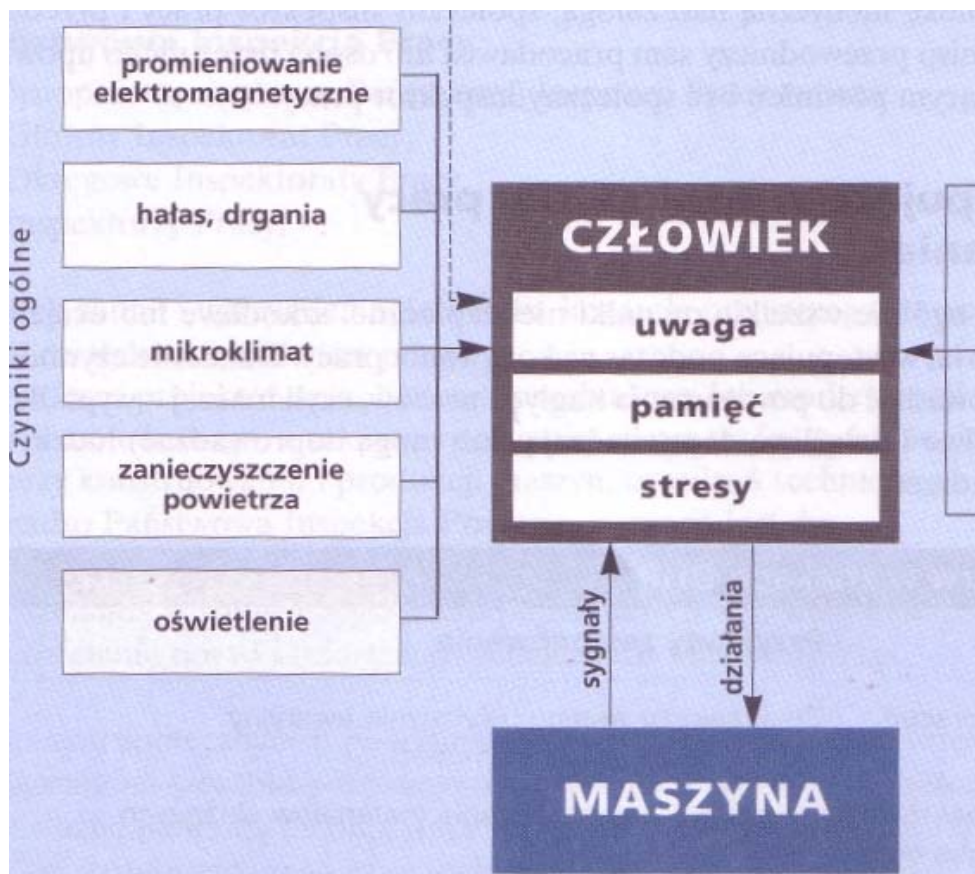 promieniowanie
elektromagnetyczne
hałas, drgania
mikroklimat
zanieczyszczenie
powietrza
oświetlenie
Czynniki ogólne
CZŁOWIEK
uwaga
pamięć
stresy
sygnały
działania
MASZYNA